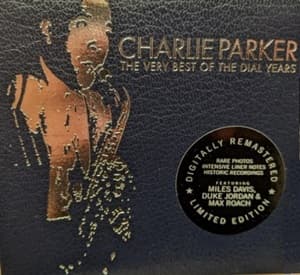 CHARLIE PARKER
THE VERY BEST OF THE DIAL YEARS
DIGITALLY REMASTERED
RARE PHOTOS
INTENSIVE LINER NOTES
HISTORIC RECORDINGS
FEATURING
MILES DAVIS,
DUKE JORDAN &
MAX ROACH
LIMITED EDITION